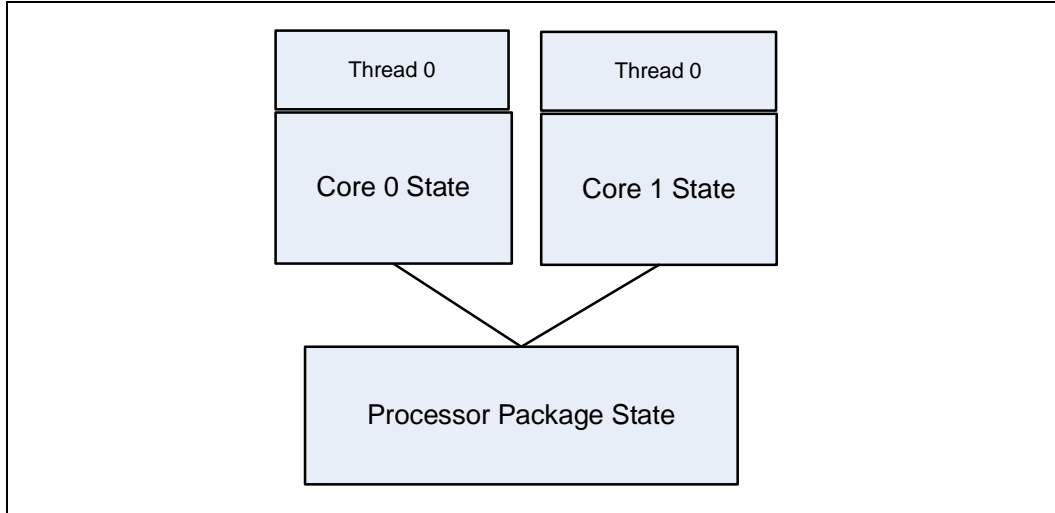 Thread 0
Thread 0
Core 0 State
Core 1 State
Processor Package State